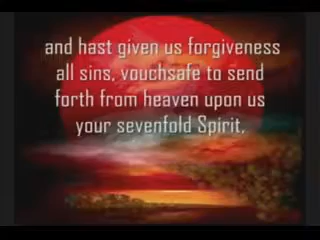 and hast given us forgiveness
all sins, vouchsafe to send
forth from heaven upon us
your sevenfold Spirit,